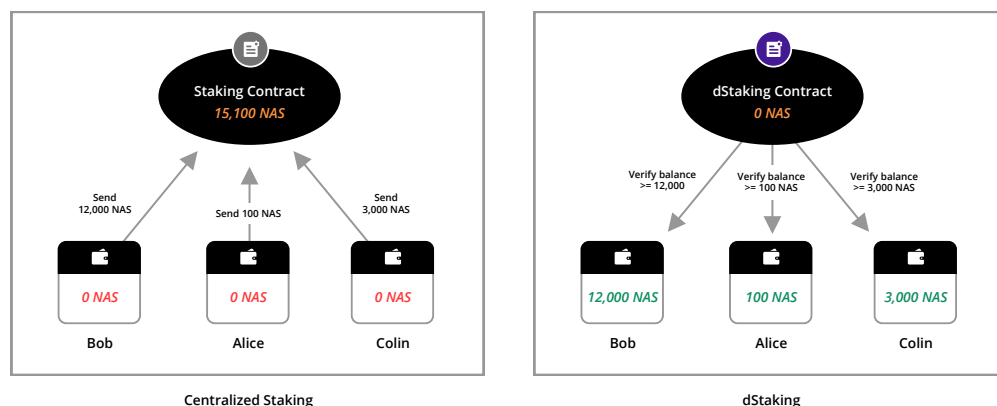 Staking Contract
15,100 NAS
Send
12,000 NAS
Send 100 NAS
Send
3,000 NAS
0 NAS
0 NAS
0 NAS
Bob
Alice
Colin
Centralized Staking
dStaking Contract
0 NAS
Verify balance
>= 12,000
Verify balance
>= 100 NAS
Verify balance
>= 3,000 NAS
12,000 NAS
100 NAS
3,000 NAS
Bob
Alice
Colin
dStaking